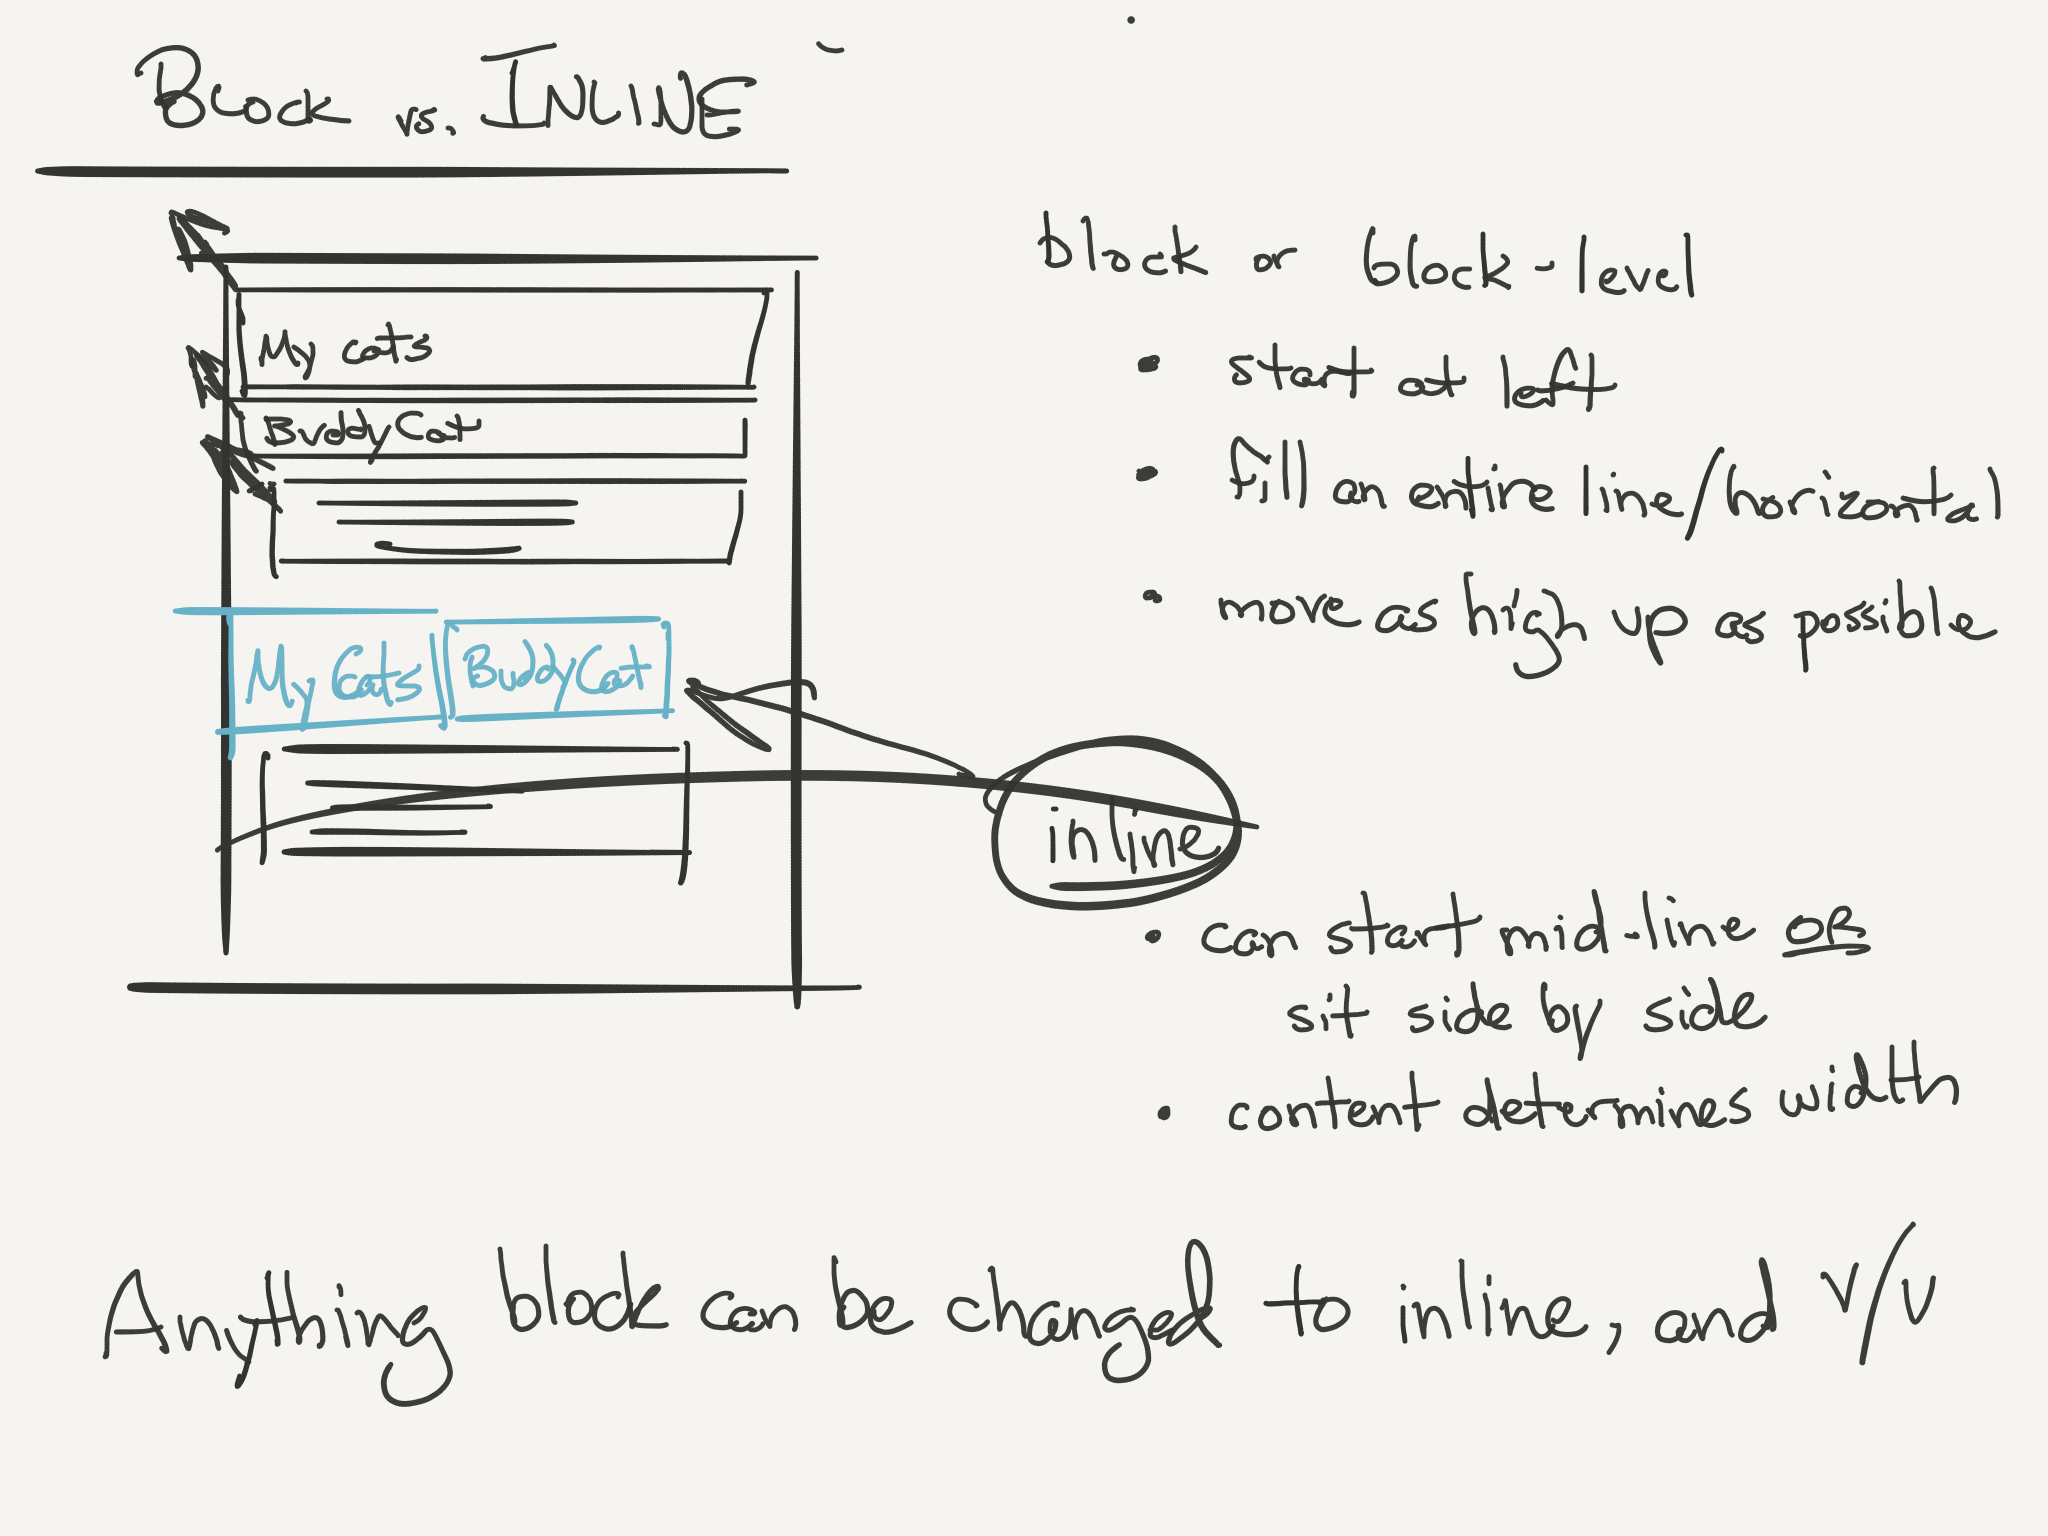 Block vs. INLINE
My cats
BuddyCat
My Cats
BuddyCat
block or block-level
• start at left
• fill an entire line/horizontal
• move as high up as possible
inline
• can start mid-line OR
sit side by side
• content determines width
Anything block can be changed to inline, and v/v